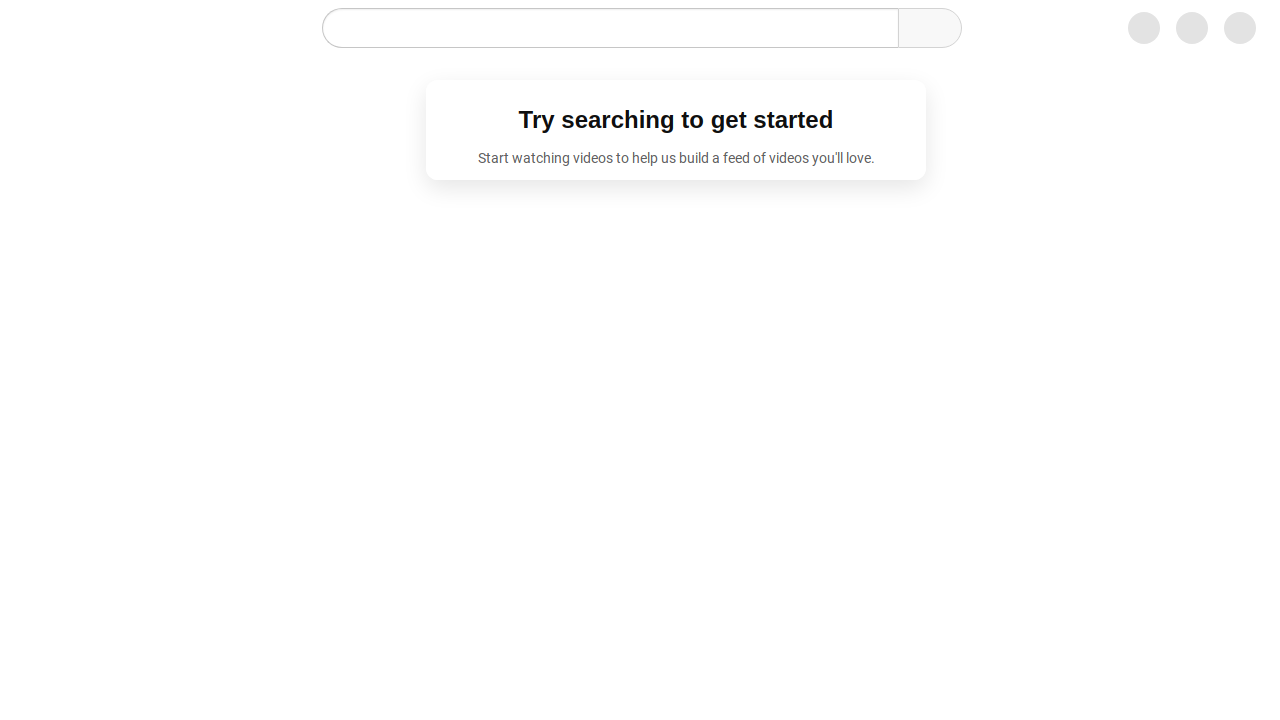 Try searching to get started
Start watching videos to help us build a feed of videos you'll love.